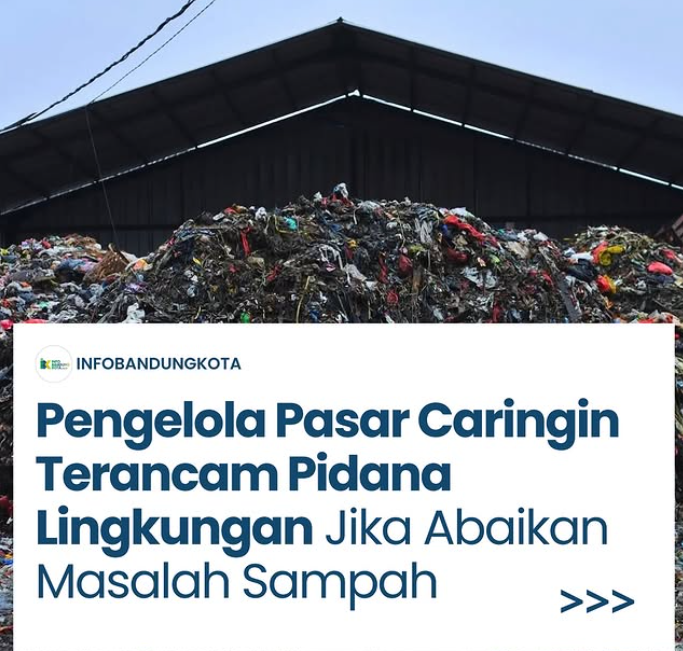 INFOBANDUNGKOTA
Pengelola Pasar Caringin
Terancam Pidana
Lingkungan Jika Abaikan
Masalah Sampah
>>>